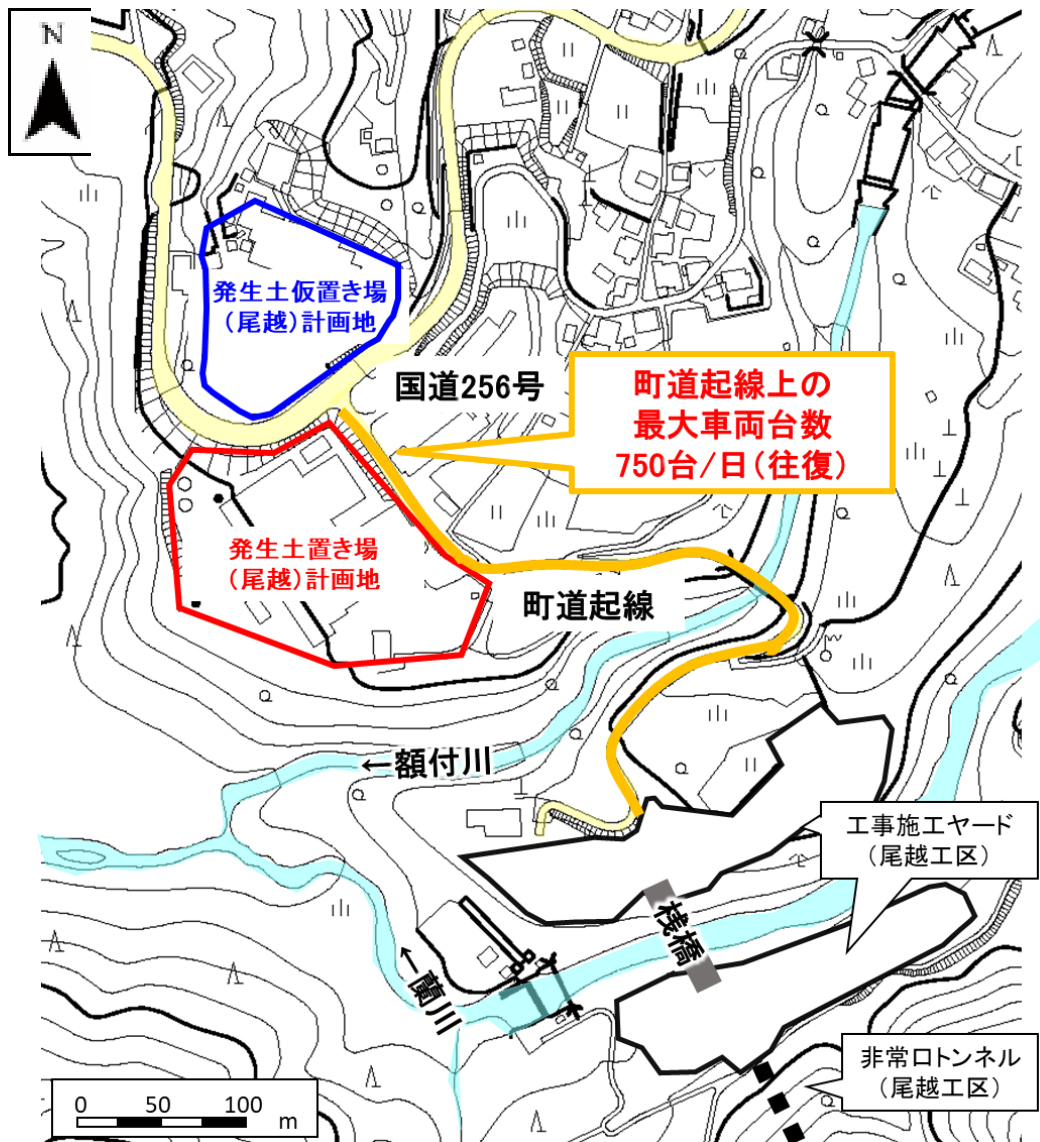 N
発生土仮置き場
(尾越)計画地
国道256号
町道起線上の
最大車両台数
750台/日(往復)
発生土置き場
(尾越)計画地
町道起線
←額付川
工事施工ヤード
(尾越工区)
桟橋
←蘭川
非常口トンネル
(尾越工区)
0 50 100
m